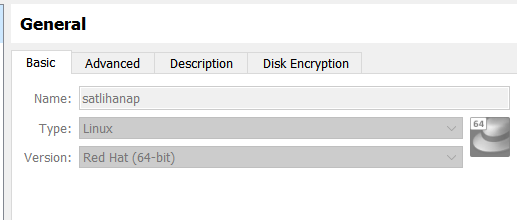 General
Basic Advanced Description Disk Encryption
Name: satlihanap
Type: Linux
64
Version: Red Hat (64-bit)